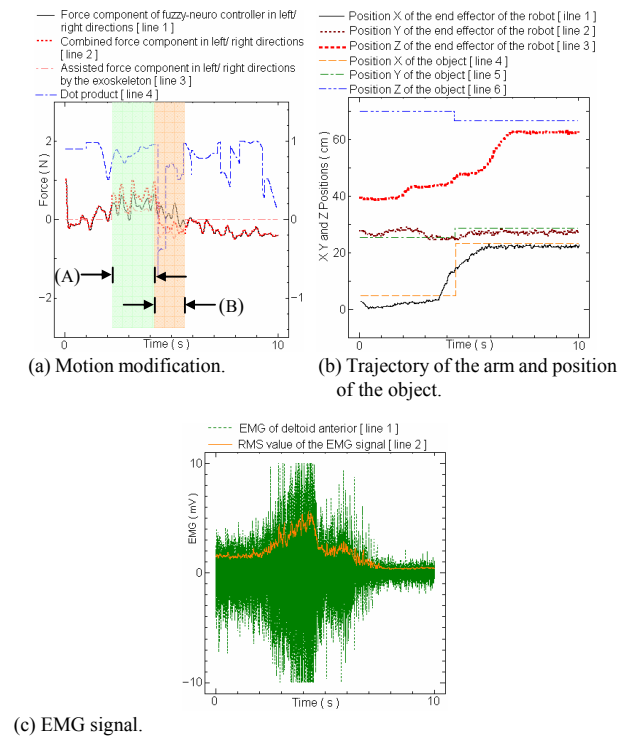 Force component of fuzzy-neuro controller in left/
right directions [ line 1 ]
Combined force component in left/ right directions
[ line 2 ]
Assisted force component in left/ right directions
by the exoskeleton [ line 3 ]
Dot product [ line 4 ]
2
0
−2
Force ( N )
1
0
−1
(A)
(B)
0
Time ( s )
10
(a) Motion modification.
Position X of the end effector of the robot [ ilne 1 ]
Position Y of the end effector of the robot [ line 2 ]
Position Z of the end effector of the robot [ line 3 ]
Position X of the object [ line 4 ]
Position Y of the object [ line 5 ]
Position Z of the object [ line 6 ]
60
40
20
0
X Y and Z Positions ( cm )
0
Time ( s )
10
(b) Trajectory of the arm and position
of the object.
EMG of deltoid anterior [ line 1 ]
RMS value of the EMG signal [ line 2 ]
10
0
−10
EMG ( mV )
0
Time ( s )
10
(c) EMG signal.